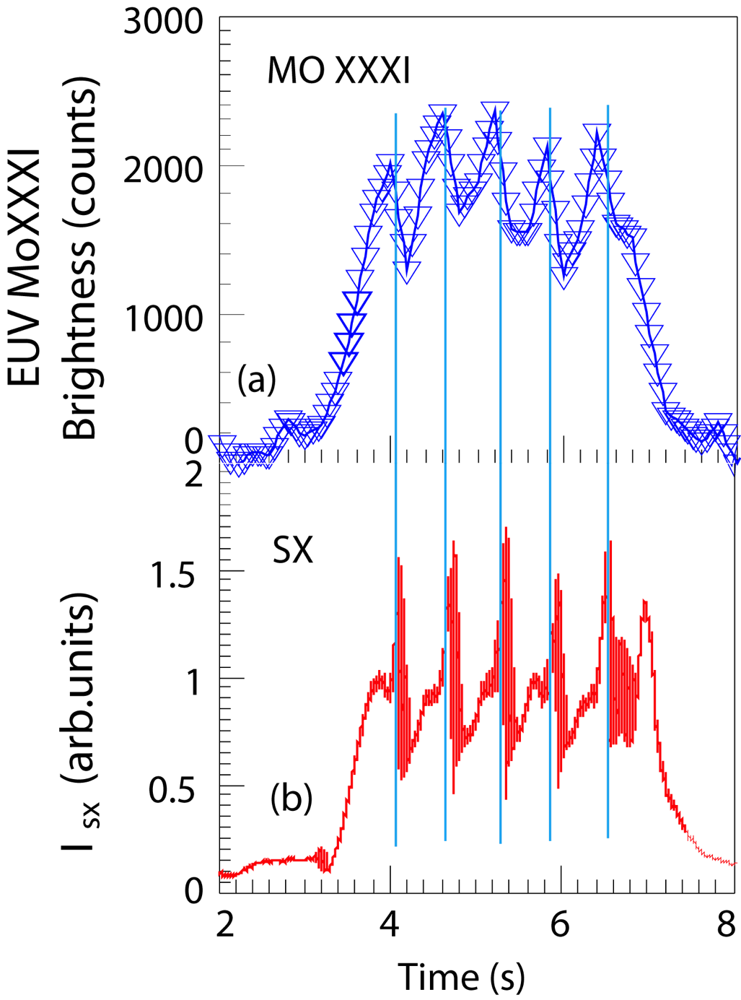 3000
MO XXXI
2000
EUV MoXXXI
Brightness (counts)
1000
(a)
0
2
SX
1.5
1
I sx (arb.units)
0.5
(b)
0
2 4 6 8
Time (s)